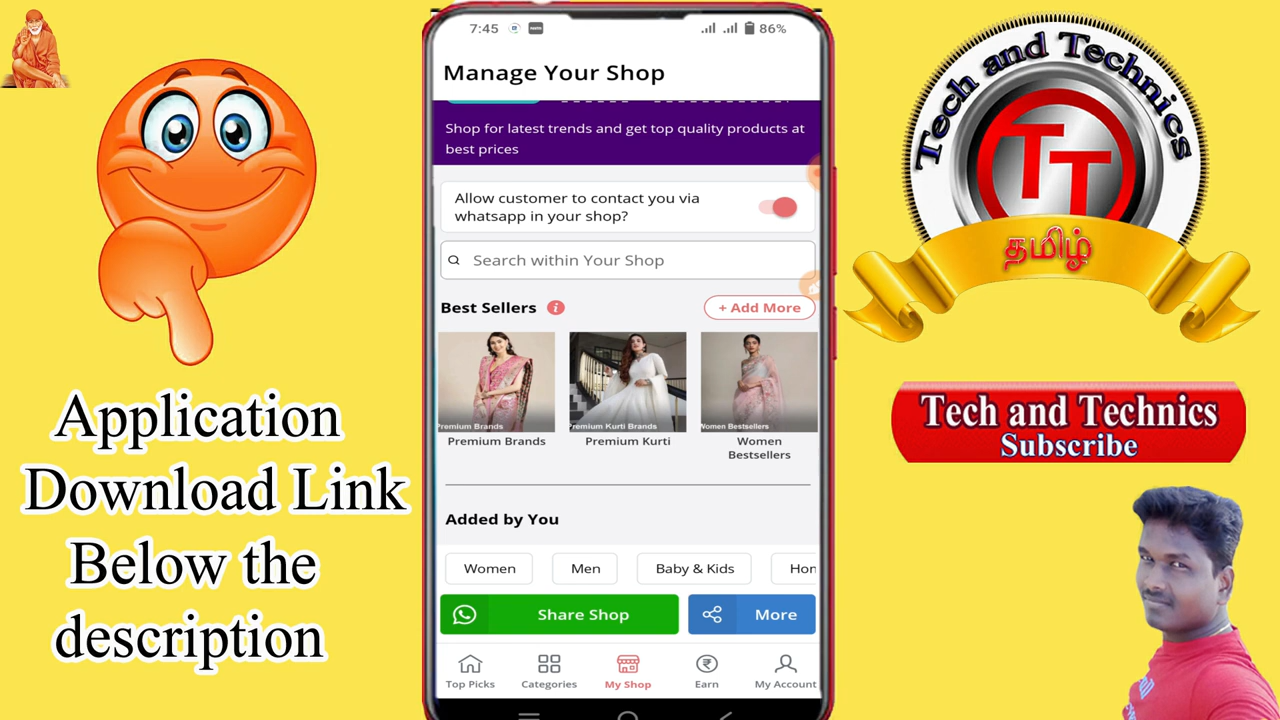 Application
Download Link
Below the
description
7:45
86%
Manage Your Shop
Shop for latest trends and get top quality products at
best prices
Allow customer to contact you via
whatsapp in your shop?
Search within Your Shop
Best Sellers
+ Add More
Premium Brands
Premium Kurti Brands
Women Bestsellers
Premium Brands
Premium Kurti
Women
Bestsellers
Added by You
Women
Men
Baby & Kids
Hom
Share Shop
More
Top Picks
Categories
My Shop
Earn
My Account
Tech and Technics
TT
தமிழ்
Tech and Technics
Subscribe